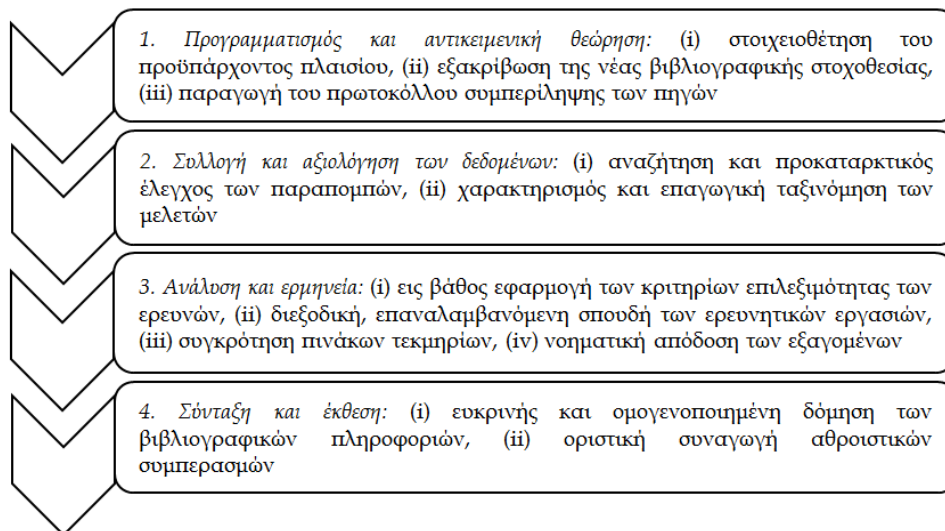 1. Προγραμματισμός και αντικειμενική θεώρηση: (i) στοιχειοθέτηση του
προϋπάρχοντος πλαισίου, (ii) εξακρίβωση της νέας βιβλιογραφικής στοχοθεσίας,
(iii) παραγωγή του πρωτοκόλλου συμπερίληψης των πηγών
2. Συλλογή και αξιολόγηση των δεδομένων: (i) αναζήτηση και προκαταρκτικός
έλεγχος των παραπομπών, (ii) χαρακτηρισμός και επαγωγική ταξινόμηση των
μελετών
3. Ανάλυση και ερμηνεία: (i) εις βάθος εφαρμογή των κριτηρίων επιλεξιμότητας των
ερευνών, (ii) διεξοδική, επαναλαμβανόμενη σπουδή των ερευνητικών εργασιών,
(iii) συγκρότηση πινάκων τεκμηρίων, (iv) νοηματική απόδοση των εξαγομένων
4. Σύνταξη και έκθεση: (i) ευκρινής και ομογενοποιημένη δόμηση των
βιβλιογραφικών πληροφοριών, (ii) οριστική συναγωγή αθροιστικών
συμπερασμών